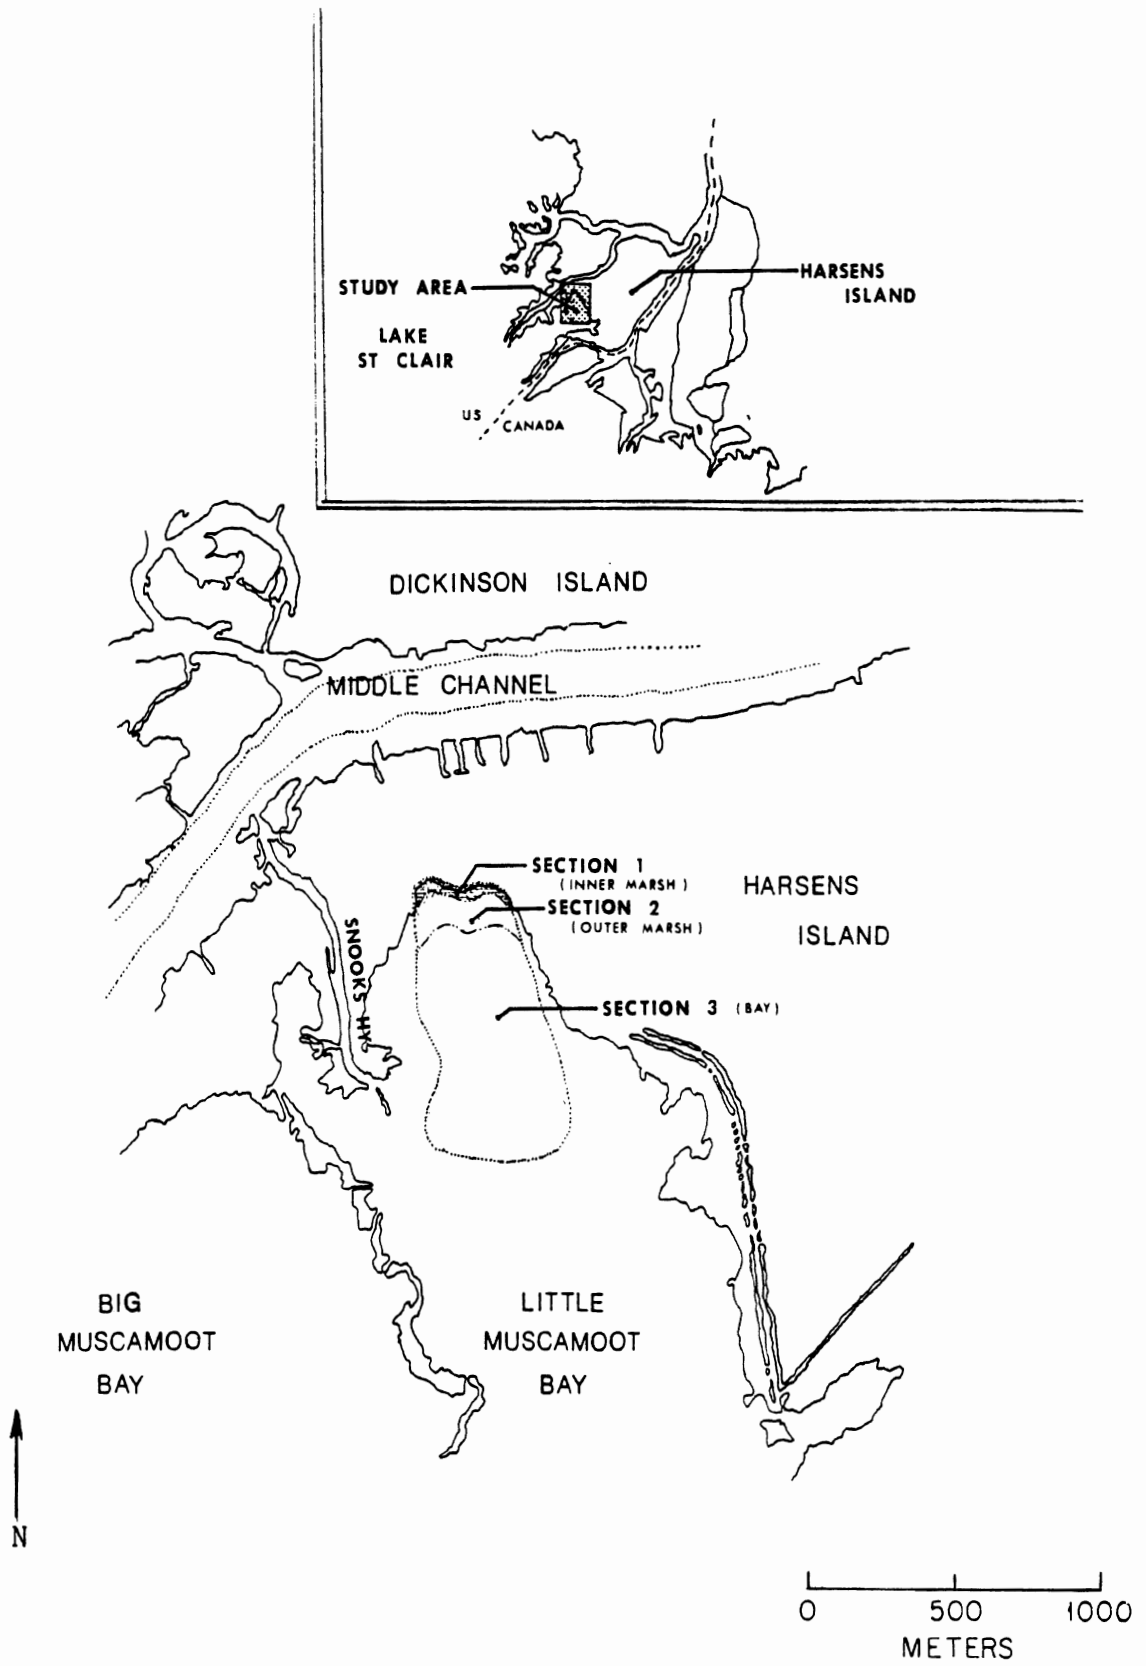 HARSENS
ISLAND
STUDY AREA
LAKE
ST CLAIR
US
CANADA
DICKINSON ISLAND
MIDDLE CHANNEL
SECTION 1
(INNER MARSH)
HARSENS
ISLAND
SECTION 2
(OUTER MARSH)
SNOOKS HY
SECTION 3 (BAY)
BIG
MUSCAMOOT
BAY
LITTLE
MUSCAMOOT
BAY
N
0 500 1000
METERS